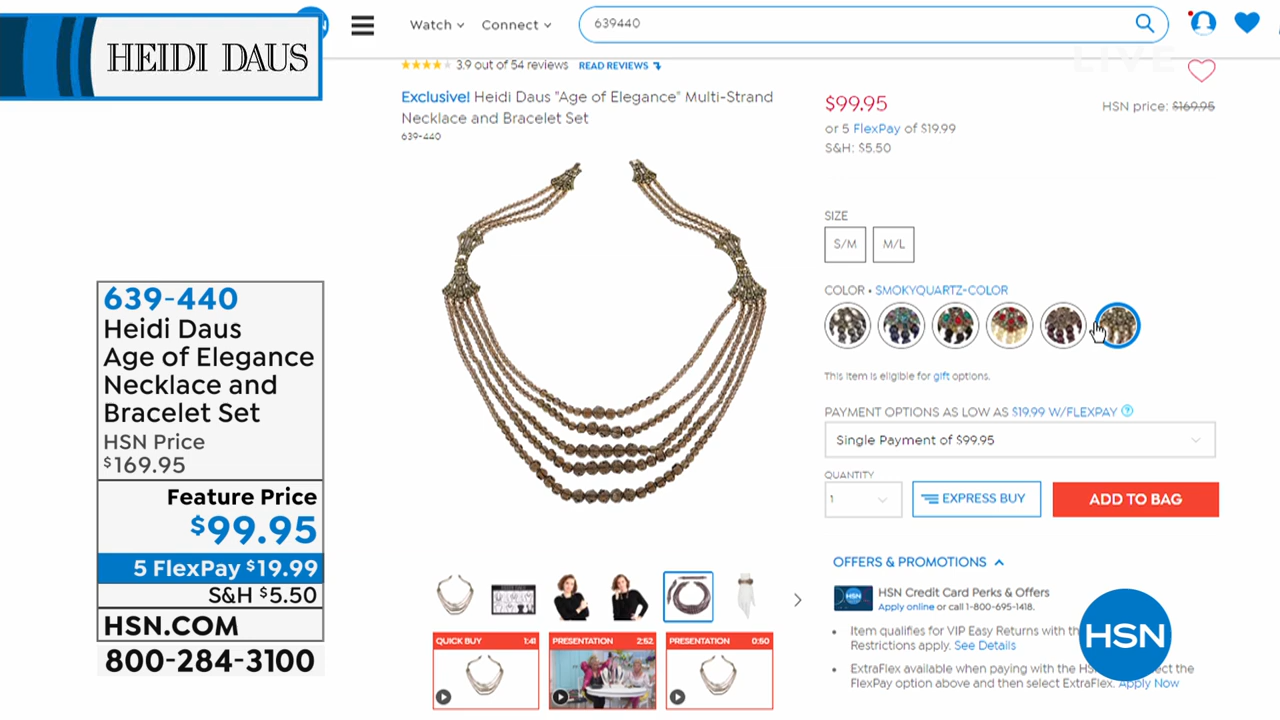 HEIDI DAUS
Watch
Connect
639440
LIVE
3.9 out of 54 reviews READ REVIEWS
Exclusive! Heidi Daus "Age of Elegance" Multi-Strand
Necklace and Bracelet Set
639-440
$99.95
HSN price: $169.95
or 5 FlexPay of $19.99
S&H: $5.50
SIZE
S/M M/L
COLOR • SMOKYQUARTZ-COLOR
This item is eligible for gift options.
PAYMENT OPTIONS AS LOW AS $19.99 W/FLEXPAY ?
Single Payment of $99.95
QUANTITY
1
EXPRESS BUY
ADD TO BAG
OFFERS & PROMOTIONS
HSN
HSN Credit Card Perks & Offers
Apply online or call 1-800-695-1418.
• Item qualifies for VIP Easy Returns with
Restrictions apply. See Details
• ExtraFlex available when paying with the
FlexPay option above and then select ExtraFlex. Apply Now
HSN
639-440
Heidi Daus
Age of Elegance
Necklace and
Bracelet Set
HSN Price
$169.95
Feature Price
$99.95
5 FlexPay $19.99
S&H $5.50
HSN.COM
800-284-3100
QUICK BUY 1:41
PRESENTATION 2:52
PRESENTATION 0:50